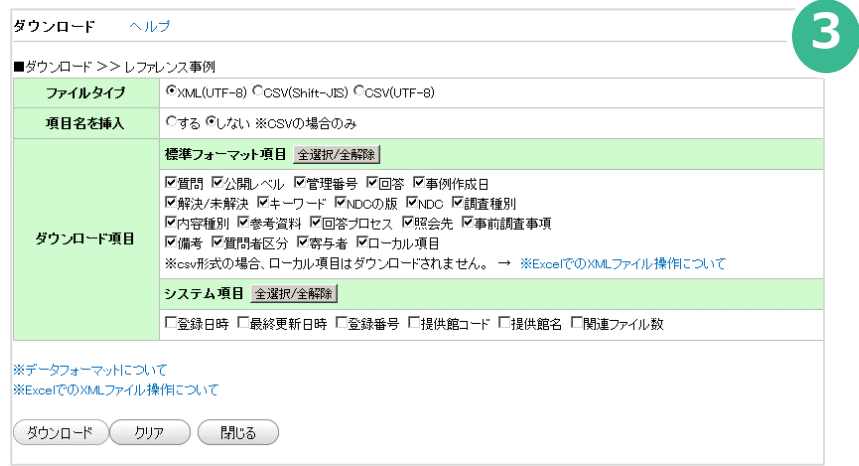 ダウンロード ヘルプ
3
■ダウンロード >> レファレンス事例
ファイルタイプ XML(UTF-8) CSV(Shift-JIS) CSV(UTF-8)
項目名を挿入 する しない ※CSVの場合のみ
標準フォーマット項目 全選択/全解除
質問 公開レベル 管理番号 回答 事例作成日
解決/未解決 キーワード NDCの版 NDC 調査種別
ダウンロード項目 内容種別 参考資料 回答プロセス 照会先 事前調査事項
備考 質問者区分 寄与者 ローカル項目
※csv形式の場合、ローカル項目はダウンロードされません。 → ※ExcelでのXMLファイル操作について
システム項目 全選択/全解除
登録日時 最終更新日時 登録番号 提供館コード 提供館名 関連ファイル数
※データフォーマットについて
※ExcelでのXMLファイル操作について
ダウンロード クリア 閉じる